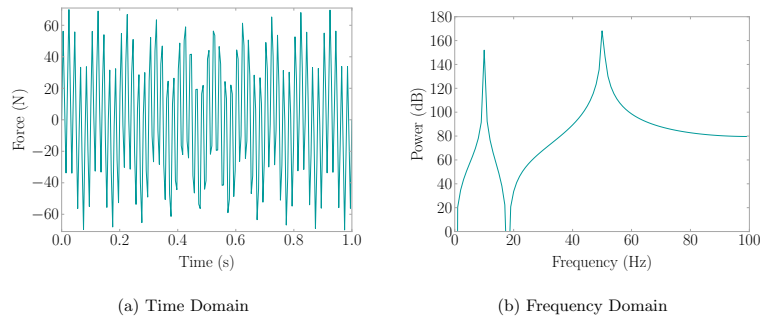 60
40
20
0
−20
−40
−60
0.0 0.2 0.4 0.6 0.8 1.0
Force (N)
Time (s)
180
160
140
120
100
80
60
40
20
0
0 20 40 60 80 100
Power (dB)
Frequency (Hz)
(a) Time Domain
(b) Frequency Domain